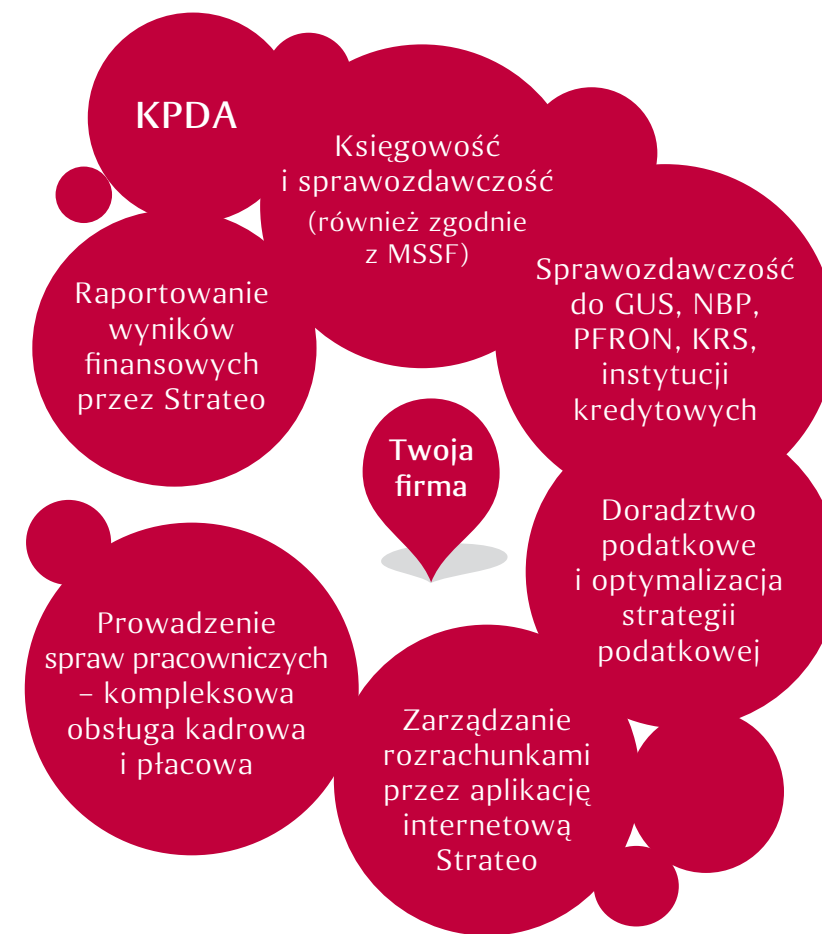 KPDA
Księgowość
i sprawozdawczość
(również zgodnie
z MSSF)
Sprawozdawczość
do GUS, NBP,
PFRON, KRS,
instytucji
kredytowych
Raportowanie
wyników
finansowych
przez Strateo
Twoja
firma
Doradztwo
podatkowe
i optymalizacja
strategii
podatkowej
Prowadzenie
spraw pracowniczych
– kompleksowa
obsługa kadrowa
i płacowa
Zarządzanie
rozrachunkami
przez aplikację
internetową
Strateo